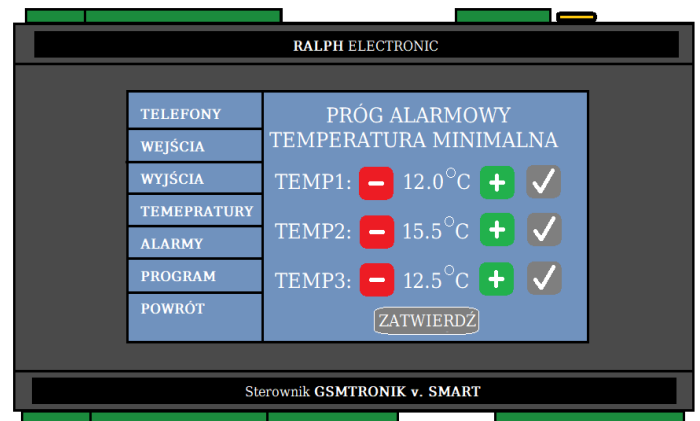 RALPH ELECTRONIC
TELEFONY
WEJŚCIA
WYJŚCIA
TEMEPRATURY
ALARMY
PROGRAM
POWRÓT
PRÓG ALARMOWY
TEMPERATURA MINIMALNA
TEMP1: - 12.0°C + ✓
TEMP2: - 15.5°C + ✓
TEMP3: - 12.5°C + ✓
ZATWIERDŹ
Sterownik GSMTRONIK v. SMART